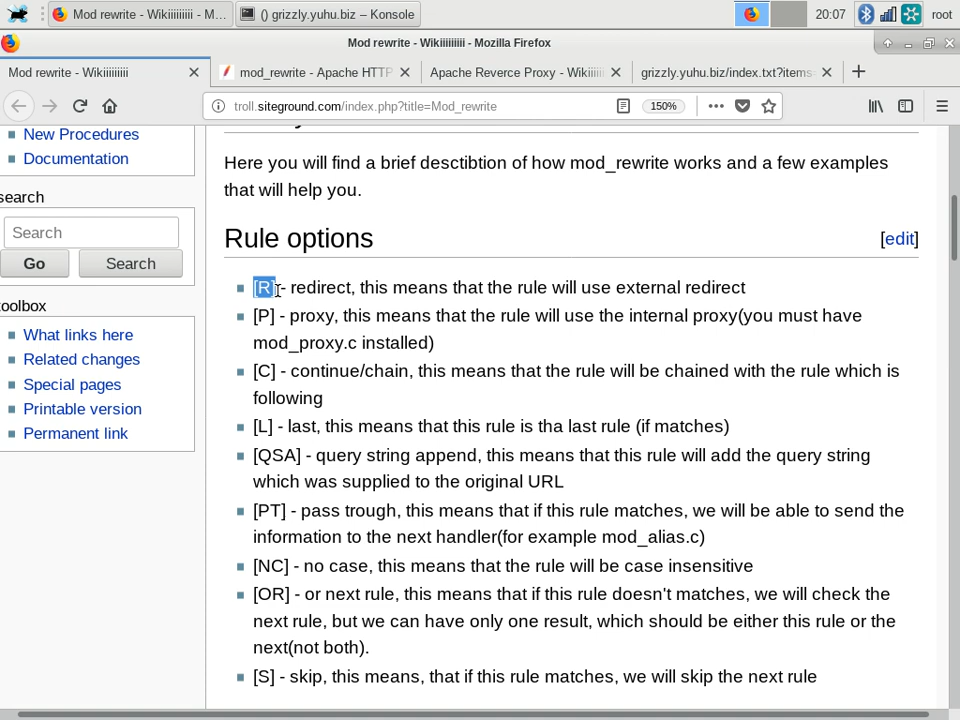 Mod rewrite - Wikiiiiiiiii - M...
() grizzly.yuhu.biz – Konsole
20:07
root
Mod rewrite - Wikiiiiiiiii - Mozilla Firefox
Mod rewrite - Wikiiiiiiiii
mod_rewrite - Apache HTTP
Apache Reverce Proxy - Wikiiiii
grizzly.yuhu.biz/index.txt?items
troll.siteground.com/index.php?title=Mod_rewrite
150%
New Procedures
Documentation
search
Search
Go
Search
toolbox
What links here
Related changes
Special pages
Printable version
Permanent link
Here you will find a brief desctibtion of how mod_rewrite works and a few examples
that will help you.
Rule options
[edit]
[R] - redirect, this means that the rule will use external redirect
[P] - proxy, this means that the rule will use the internal proxy(you must have
mod_proxy.c installed)
[C] - continue/chain, this means that the rule will be chained with the rule which is
following
[L] - last, this means that this rule is tha last rule (if matches)
[QSA] - query string append, this means that this rule will add the query string
which was supplied to the original URL
[PT] - pass trough, this means that if this rule matches, we will be able to send the
information to the next handler(for example mod_alias.c)
[NC] - no case, this means that the rule will be case insensitive
[OR] - or next rule, this means that if this rule doesn't matches, we will check the
next rule, but we can have only one result, which should be either this rule or the
next(not both).
[S] - skip, this means, that if this rule matches, we will skip the next rule